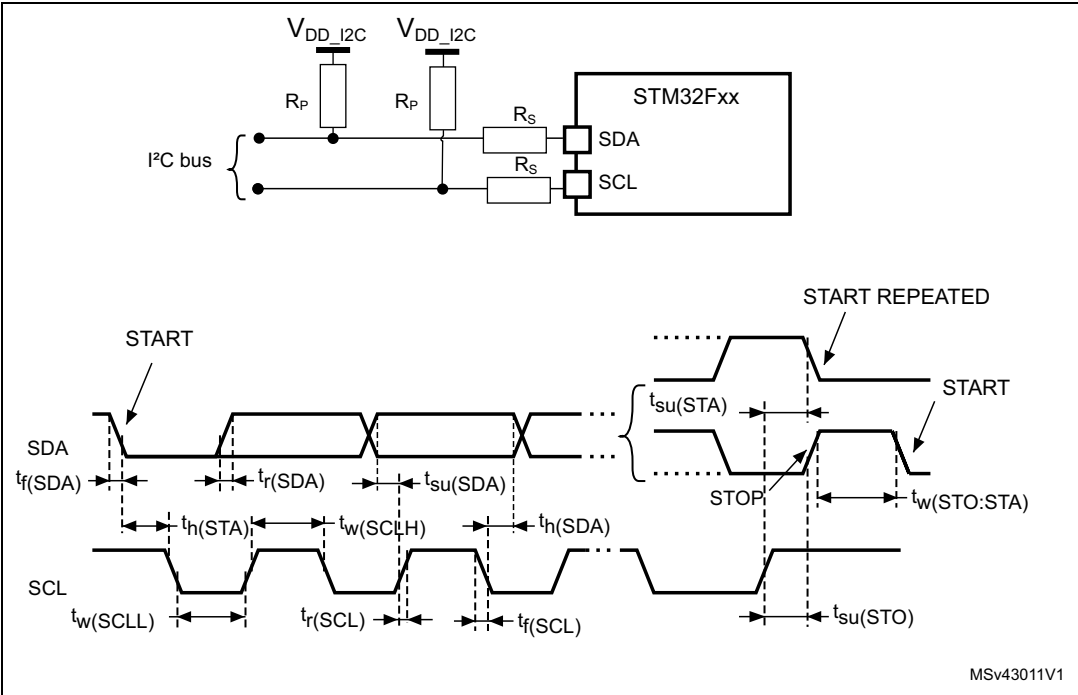 VDD_I2C VDD_I2C
STM32Fxx
RP RP RS
SDA
I²C bus
RS
SCL
START REPEATED
START
START
tsu(STA)
SDA
tf(SDA) tr(SDA) tsu(SDA) STOP tw(STO:STA)
th(STA) tw(SCLH) th(SDA)
SCL
tw(SCLL) tr(SCL) tf(SCL) tsu(STO)
MSv43011V1